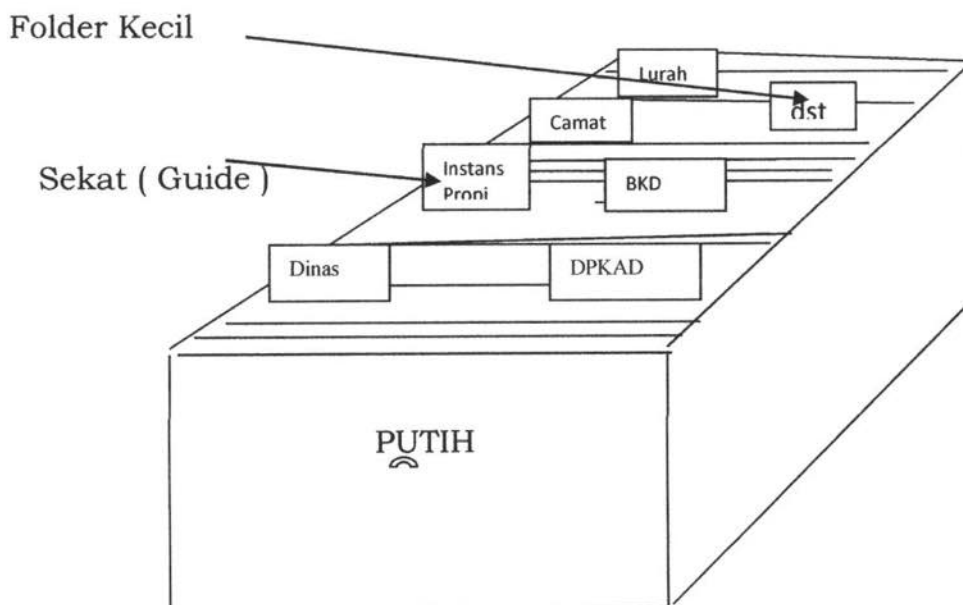 Folder Kecil
Lurah
dst
Camat
Sekat ( Guide )
Instans
Propi
BKD
Dinas
DPKAD
PUTIH